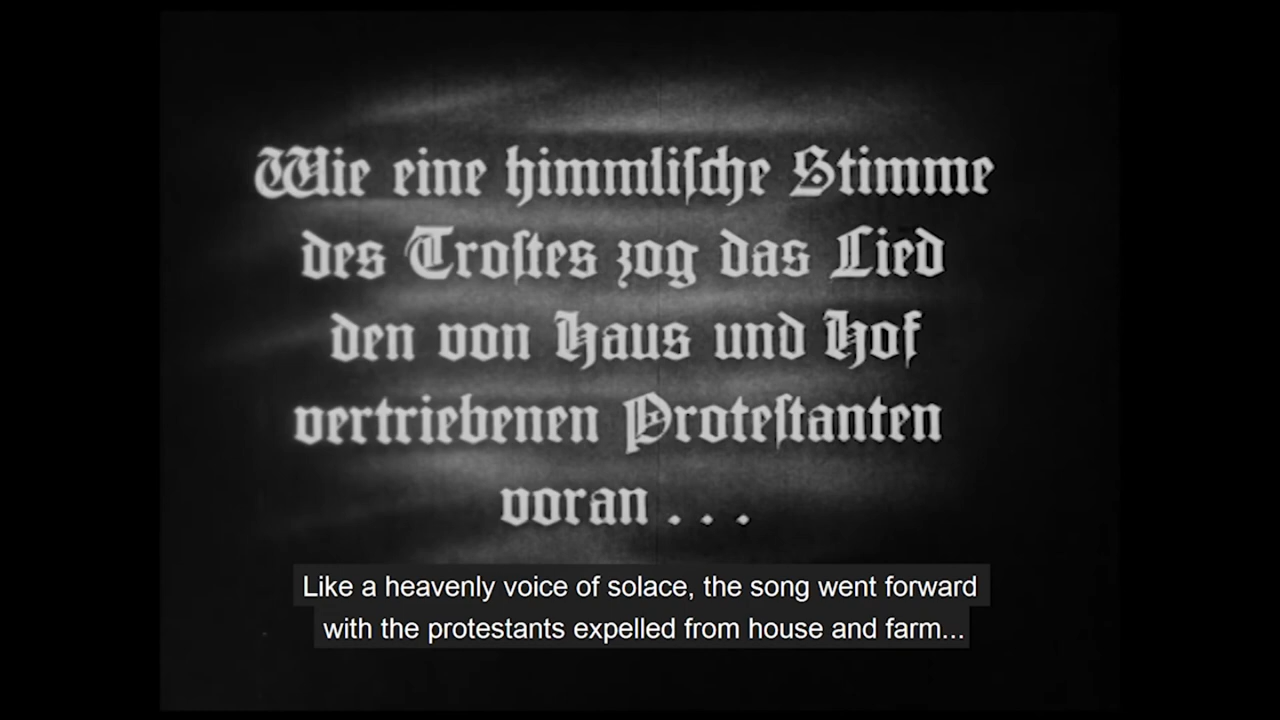 Wie eine himmliſche Stimme
des Troſtes zog das Lied
den von Haus und Hof
vertriebenen Proteſtanten
voran . . .
Like a heavenly voice of solace, the song went forward
with the protestants expelled from house and farm...